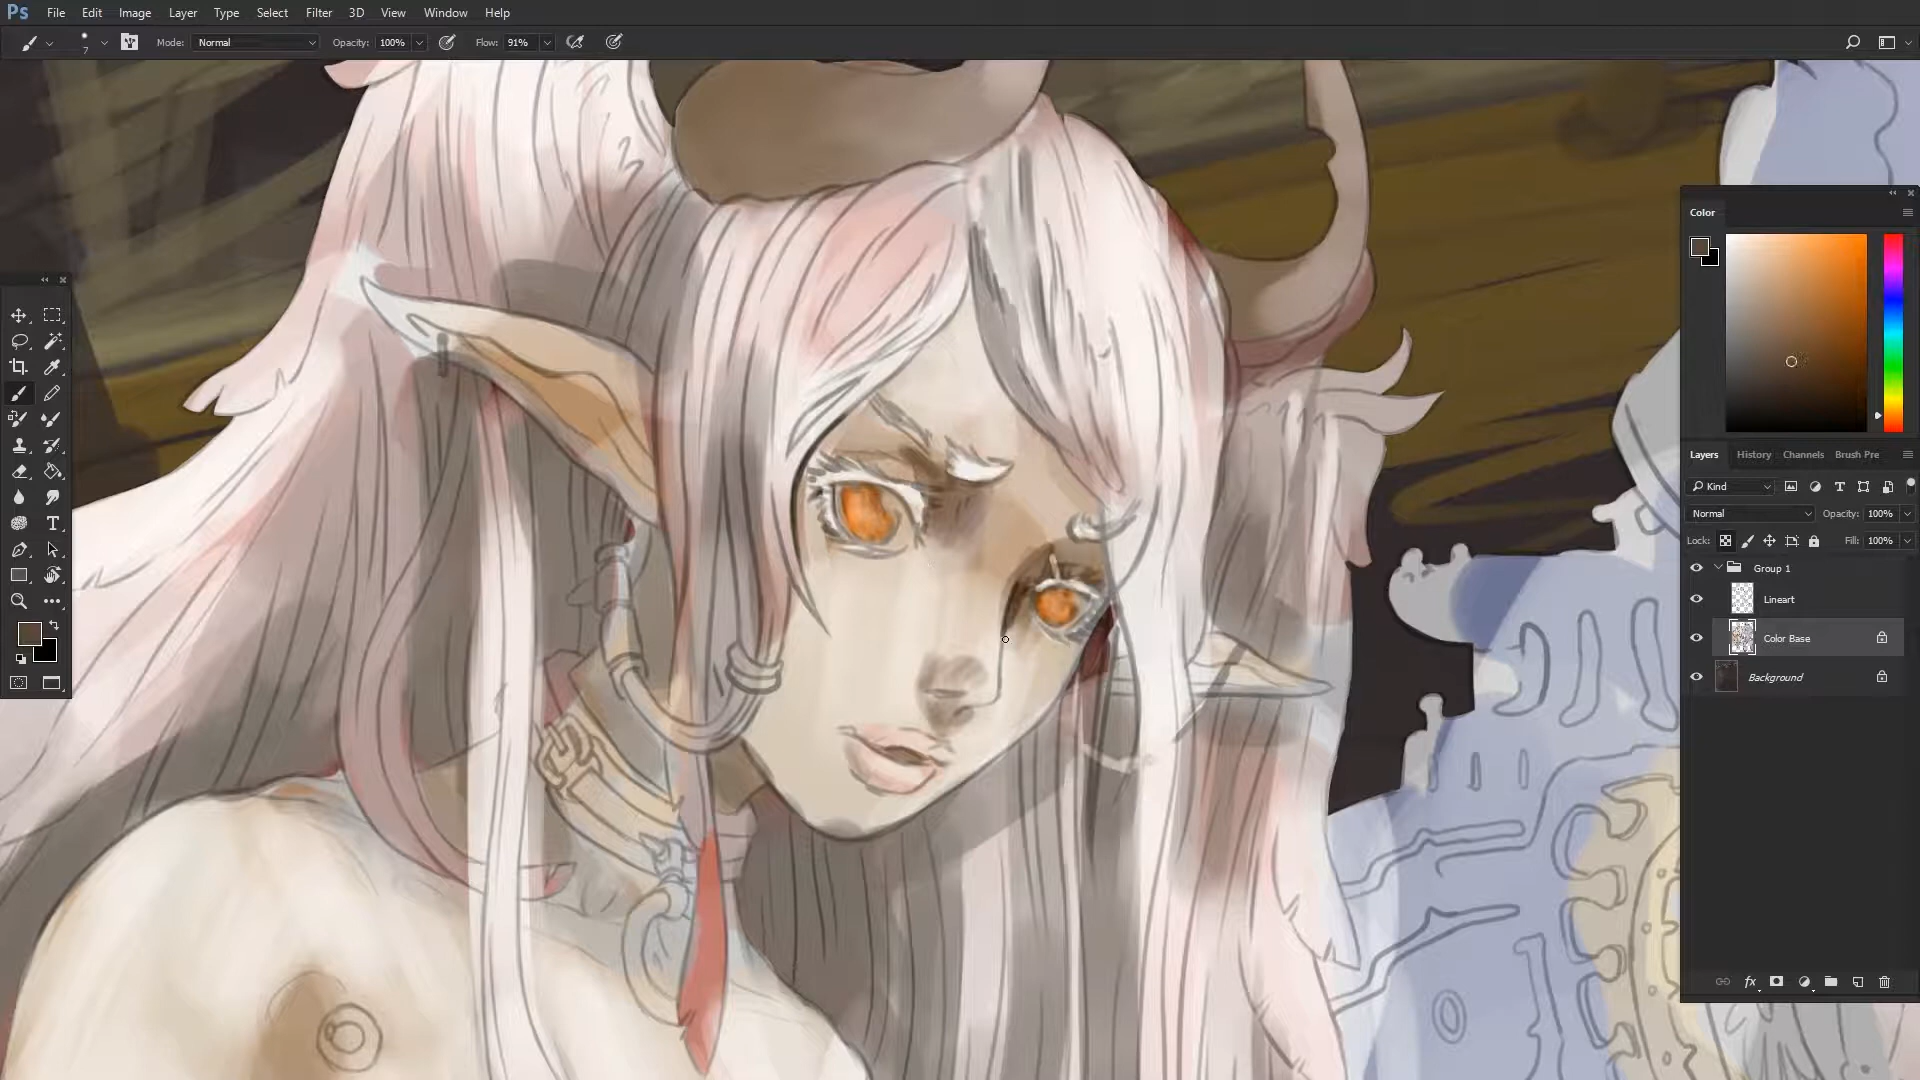 Ps File Edit Image Layer Type Select Filter 3D View Window Help
7 Mode: Normal Opacity: 100% Flow: 91%
Color
Layers History Channels Brush Pre
Kind
Normal Opacity: 100%
Lock: Fill: 100%
Group 1
Lineart
Color Base
Background